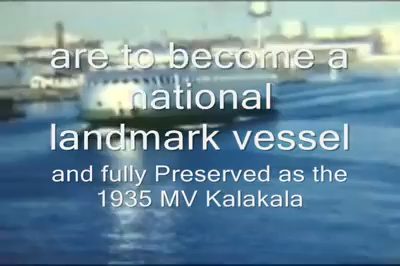 are to become a
national
landmark vessel
and fully Preserved as the
1935 MV Kalakala